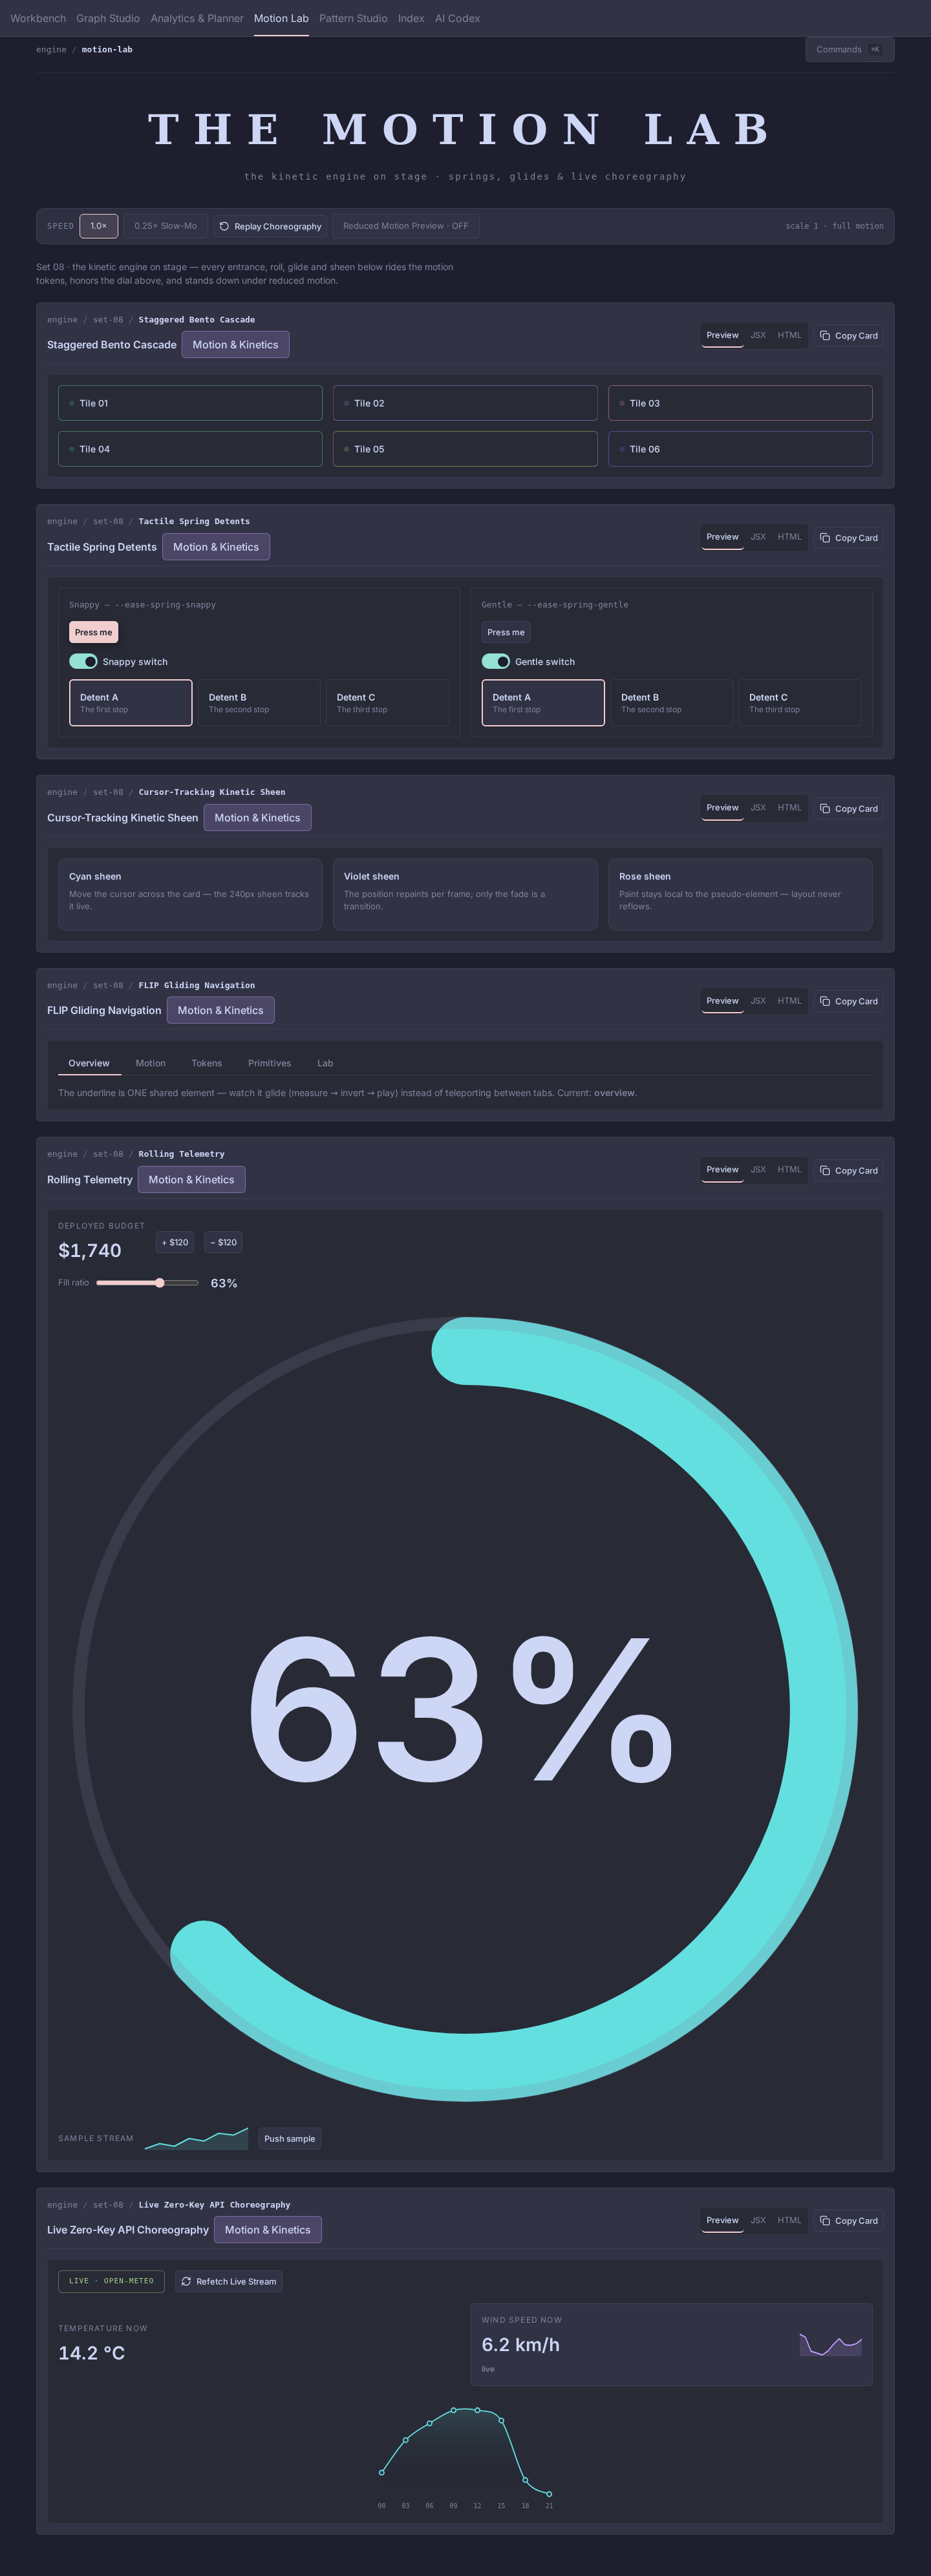 Workbench Graph Studio Analytics & Planner Motion Lab Pattern Studio Index AI Codex
engine / motion-lab
Commands ⌘K
THE MOTION LAB
the kinetic engine on stage · springs, glides & live choreography
SPEED 1.0× 0.25× Slow-Mo Replay Choreography Reduced Motion Preview · OFF scale 1 · full motion
Set 08 · the kinetic engine on stage — every entrance, roll, glide and sheen below rides the motion
tokens, honors the dial above, and stands down under reduced motion.
engine / set-08 / Staggered Bento Cascade
Staggered Bento Cascade Motion & Kinetics
Preview JSX HTML Copy Card
Tile 01 Tile 02 Tile 03
Tile 04 Tile 05 Tile 06
engine / set-08 / Tactile Spring Detents
Tactile Spring Detents Motion & Kinetics
Preview JSX HTML Copy Card
Snappy — --ease-spring-snappy
Press me
Snappy switch
Detent A Detent B Detent C
The first stop The second stop The third stop
Gentle — --ease-spring-gentle
Press me
Gentle switch
Detent A Detent B Detent C
The first stop The second stop The third stop
engine / set-08 / Cursor-Tracking Kinetic Sheen
Cursor-Tracking Kinetic Sheen Motion & Kinetics
Preview JSX HTML Copy Card
Cyan sheen
Move the cursor across the card — the 240px sheen tracks
it live.
Violet sheen
The position repaints per frame; only the fade is a
transition.
Rose sheen
Paint stays local to the pseudo-element — layout never
reflows.
engine / set-08 / FLIP Gliding Navigation
FLIP Gliding Navigation Motion & Kinetics
Preview JSX HTML Copy Card
Overview Motion Tokens Primitives Lab
The underline is ONE shared element — watch it glide (measure → invert → play) instead of teleporting between tabs. Current: overview.
engine / set-08 / Rolling Telemetry
Rolling Telemetry Motion & Kinetics
Preview JSX HTML Copy Card
DEPLOYED BUDGET
$1,740 + $120 − $120
Fill ratio 63%
63%
SAMPLE STREAM Push sample
engine / set-08 / Live Zero-Key API Choreography
Live Zero-Key API Choreography Motion & Kinetics
Preview JSX HTML Copy Card
LIVE · OPEN-METEO Refetch Live Stream
TEMPERATURE NOW
14.2 °C
WIND SPEED NOW
6.2 km/h
live
00 03 06 09 12 15 18 21